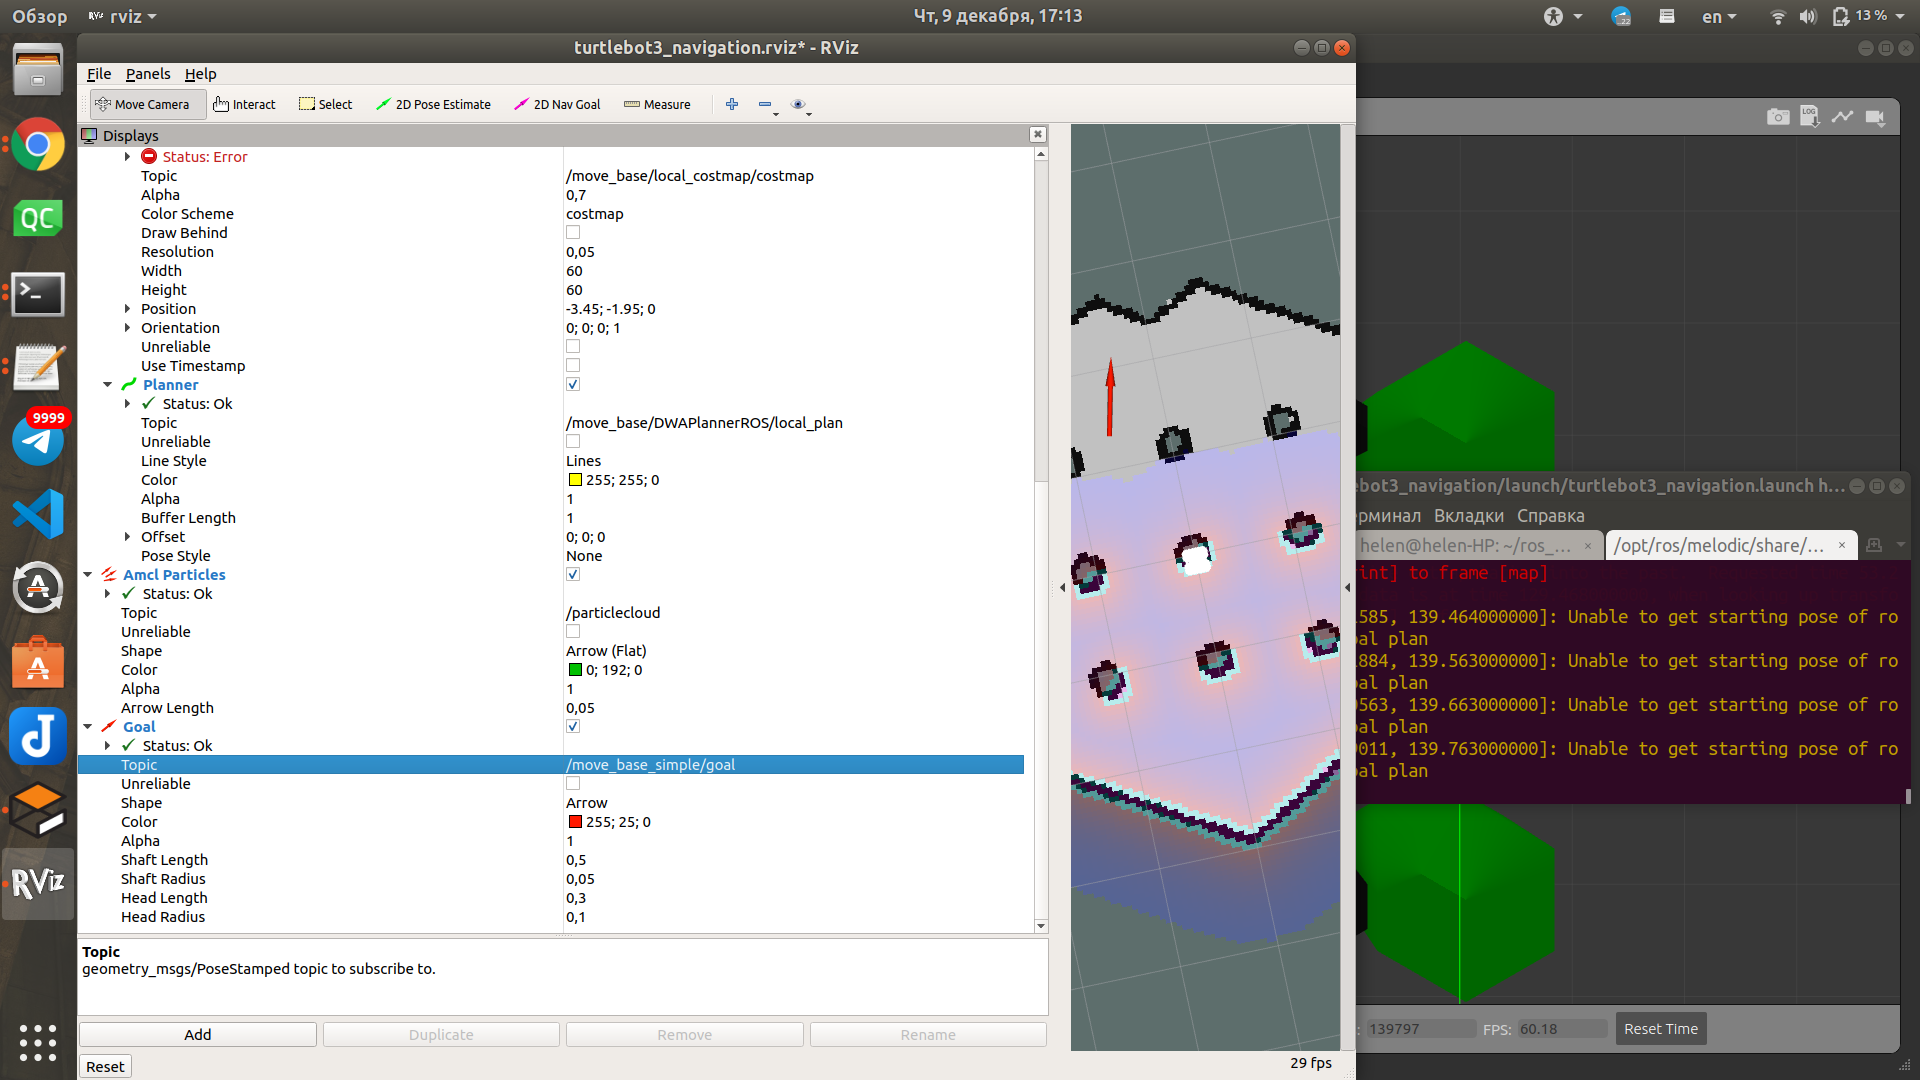 Обзор
rviz
Чт, 9 декабря, 17:13
22
en
13 %
turtlebot3_navigation.rviz* - RViz
File Panels Help
Move Camera Interact Select 2D Pose Estimate 2D Nav Goal Measure
Displays
Status: Error
Topic /move_base/local_costmap/costmap
Alpha 0,7
Color Scheme costmap
Draw Behind
Resolution 0,05
Width 60
Height 60
Position -3.45; -1.95; 0
Orientation 0; 0; 0; 1
Unreliable
Use Timestamp
Planner
Status: Ok
Topic /move_base/DWAPlannerROS/local_plan
Unreliable
Line Style Lines
Color 255; 255; 0
Alpha 1
Buffer Length 1
Offset 0; 0; 0
Pose Style None
Amcl Particles
Status: Ok
Topic /particlecloud
Unreliable
Shape Arrow (Flat)
Color 0; 192; 0
Alpha 1
Arrow Length 0,05
Goal
Status: Ok
Topic /move_base_simple/goal
Unreliable
Shape Arrow
Color 255; 25; 0
Alpha 1
Shaft Length 0,5
Shaft Radius 0,05
Head Length 0,3
Head Radius 0,1
Topic
geometry_msgs/PoseStamped topic to subscribe to.
Add Duplicate Remove Rename
Reset
29 fps
QC
9999
RViz
LOG
ebot3_navigation/launch/turtlebot3_navigation.launch h...
рминал Вкладки Справка
helen@helen-HP: ~/ros_... × /opt/ros/melodic/share/... ×
int] to frame [map]
585, 139.464000000]: Unable to get starting pose of ro
al plan
884, 139.563000000]: Unable to get starting pose of ro
al plan
563, 139.663000000]: Unable to get starting pose of ro
al plan
011, 139.763000000]: Unable to get starting pose of ro
al plan
: 139797 FPS: 60.18 Reset Time